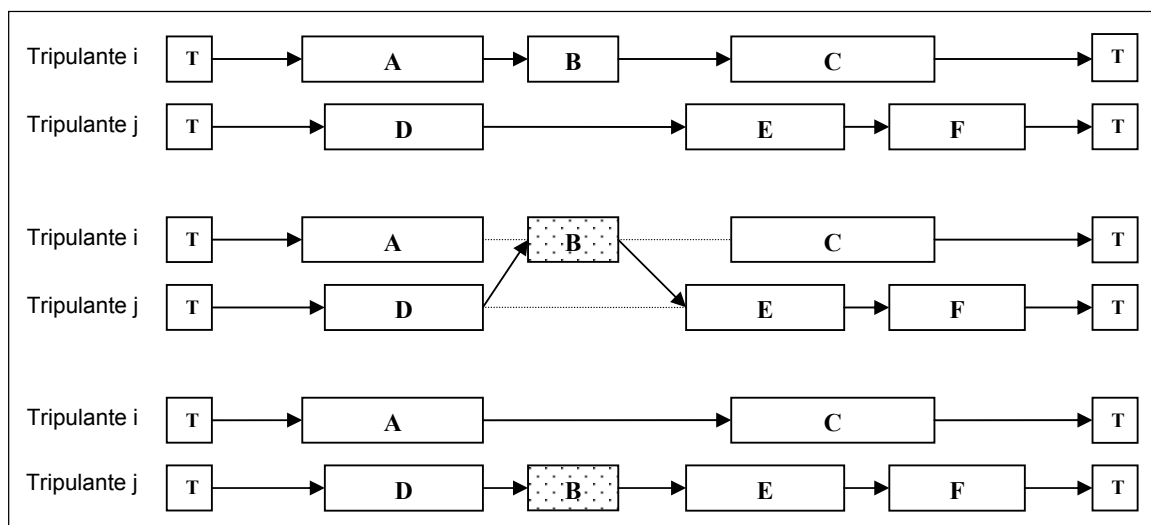 Tripulante i T A B C T
Tripulante j T D E F T
Tripulante i T A B C T
Tripulante j T D E F T
Tripulante i T A C T
Tripulante j T D B E F T